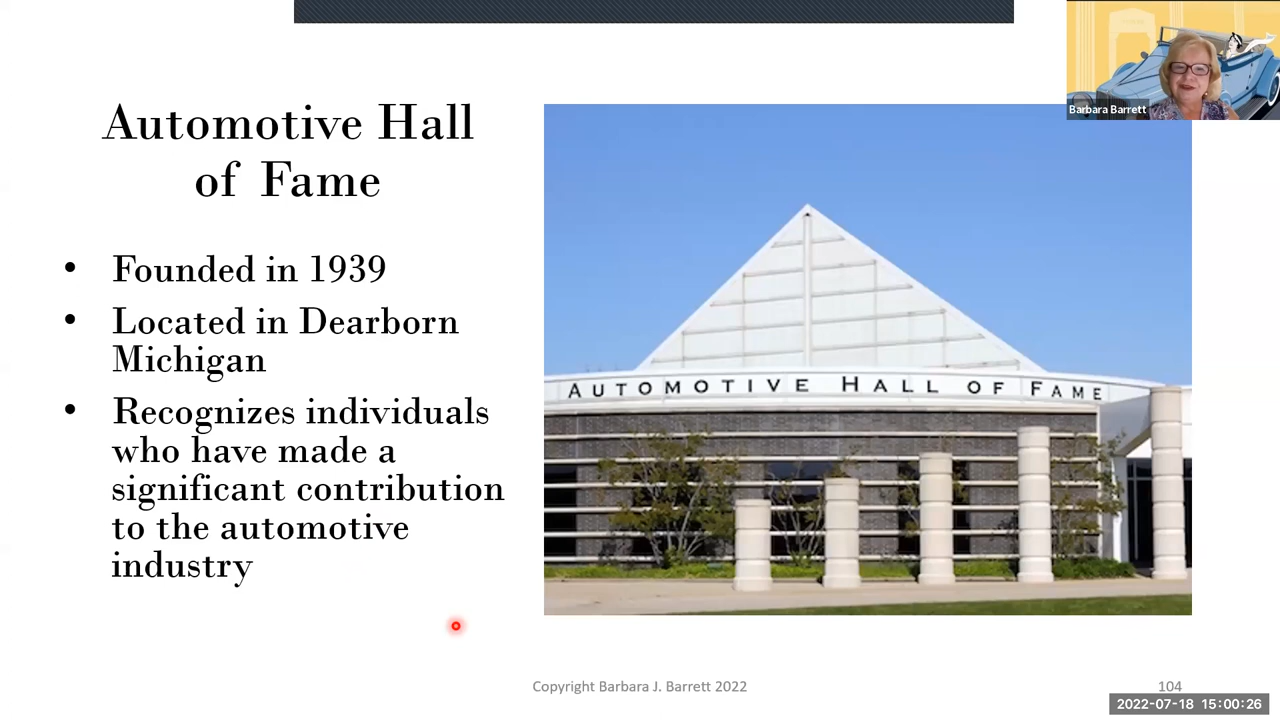 Automotive Hall
of Fame
• Founded in 1939
• Located in Dearborn
Michigan
• Recognizes individuals
who have made a
significant contribution
to the automotive
industry
AUTOMOTIVE HALL OF FAME
Barbara Barrett
Copyright Barbara J. Barrett 2022
104
2022-07-18 15:00:26